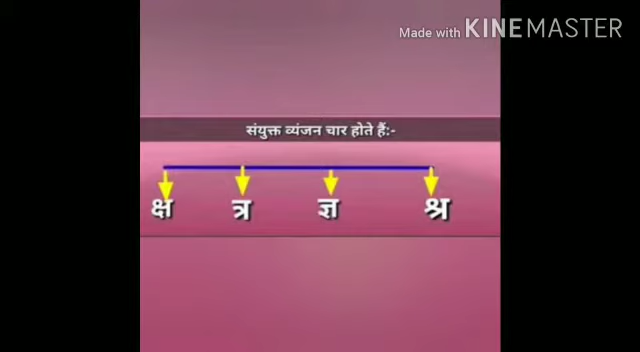 Made with KINEMASTER
संयुक्त व्यंजन चार होते हैं:-
क्ष त्र ज्ञ श्र